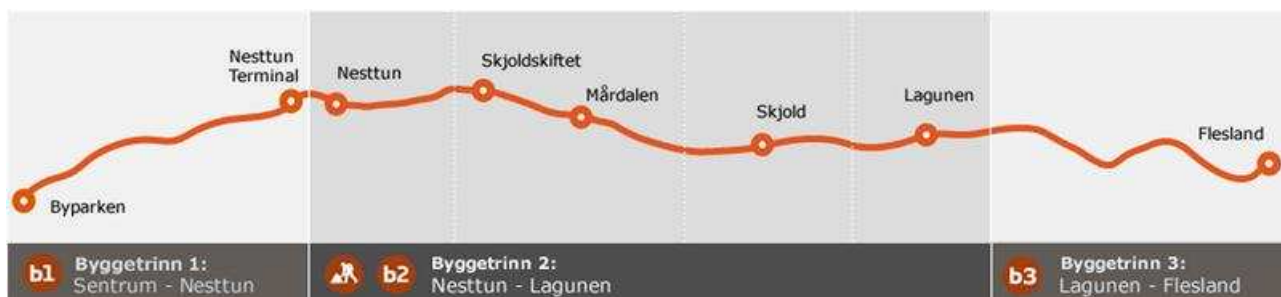 Nesttun
Terminal
Nesttun
Skjoldskiftet
Mårdalen
Skjold
Lagunen
Flesland
Byparken
b1
Byggetrinn 1:
Sentrum - Nesttun
b2
Byggetrinn 2:
Nesttun - Lagunen
b3
Byggetrinn 3:
Lagunen - Flesland